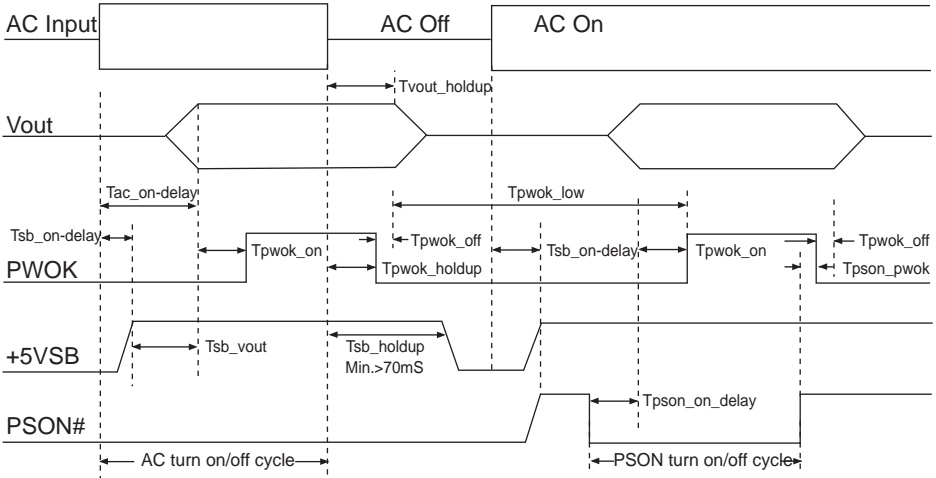 AC Input
AC Off
AC On
Tvout_holdup
Vout
Tac_on-delay
Tpwok_low
Tsb_on-delay
Tpwok_on
Tpwok_off
Tsb_on-delay
Tpwok_on
Tpwok_off
PWOK
Tpwok_holdup
Tpson_pwok
+5VSB
Tsb_vout
Tsb_holdup
Min.>70mS
Tpson_on_delay
PSON#
AC turn on/off cycle
PSON turn on/off cycle